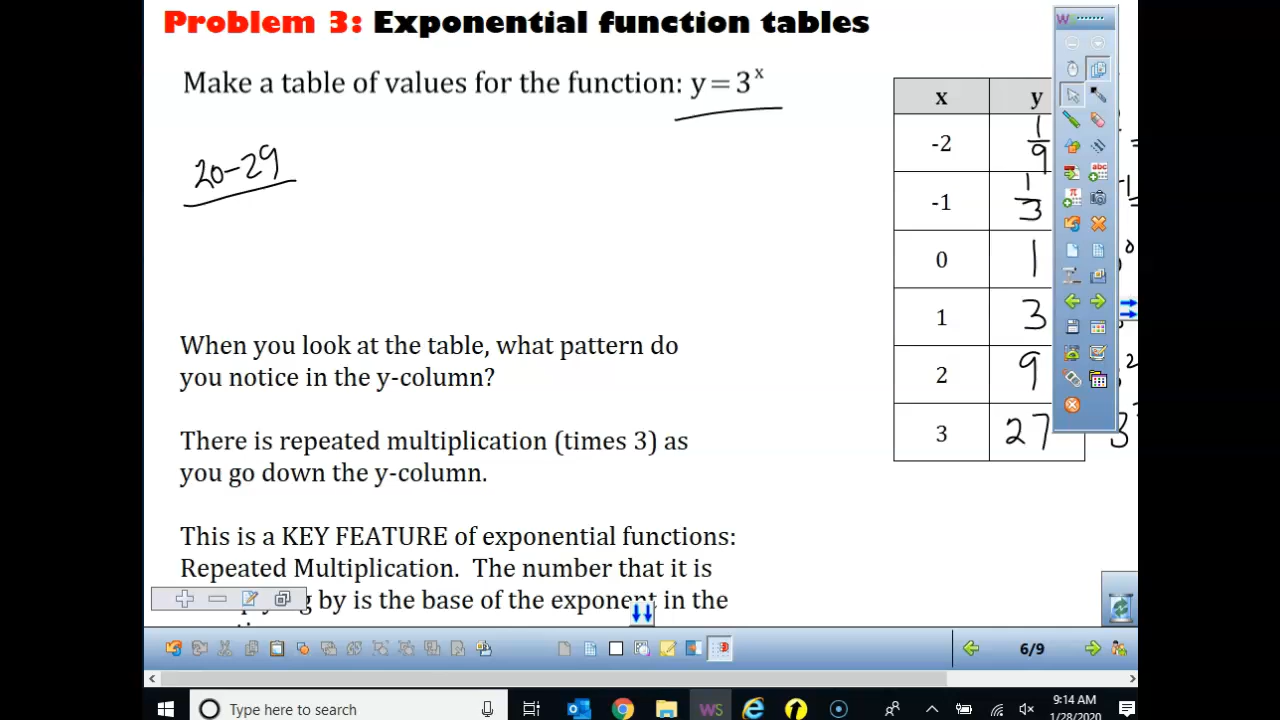 Problem 3: Exponential function tables
Make a table of values for the function: y = 3^x
20-29
x y
-2 1/9
-1 1/3
0 1
1 3
2 9
3 27 3
When you look at the table, what pattern do
you notice in the y-column?
There is repeated multiplication (times 3) as
you go down the y-column.
This is a KEY FEATURE of exponential functions:
Repeated Multiplication. The number that it is
by is the base of the exponent in the
6/9
Type here to search
9:14 AM
1/28/2020